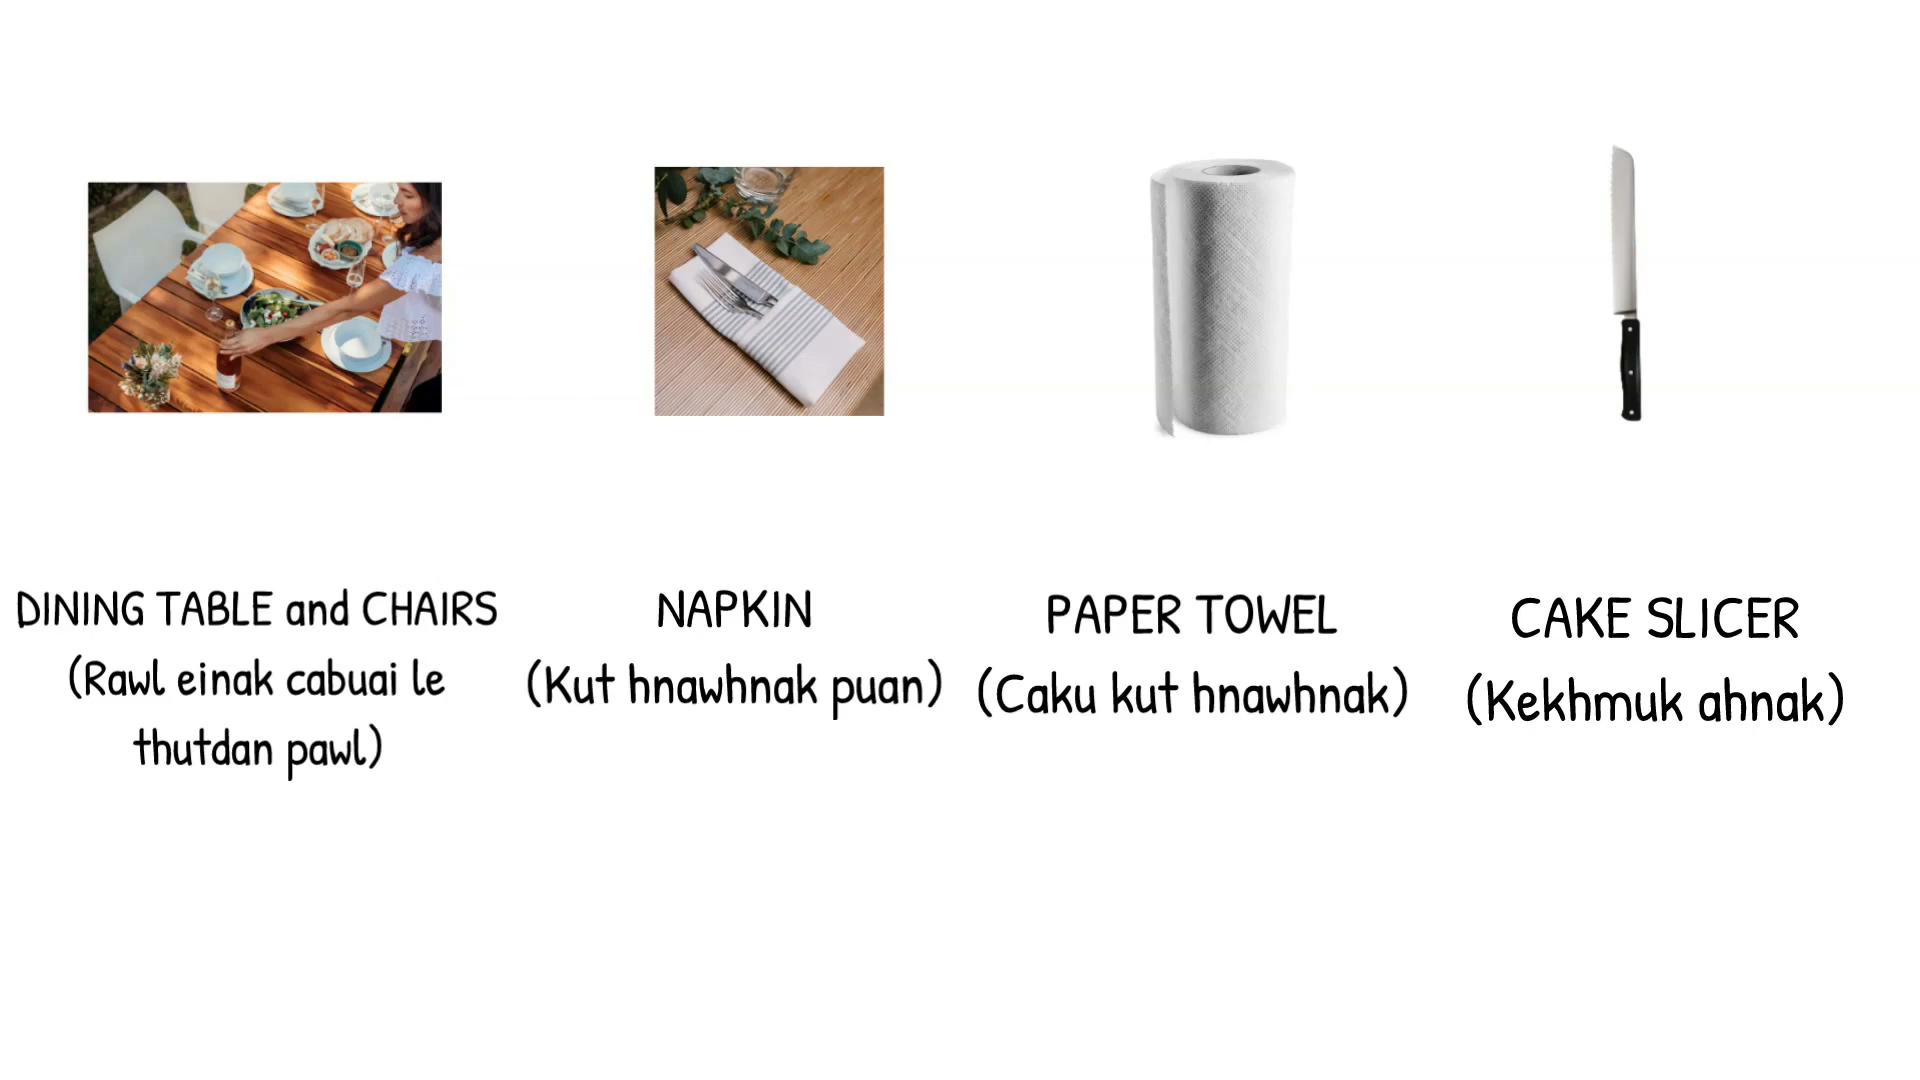 DINING TABLE and CHAIRS
(Rawl einak cabuai le
thutdan pawl)
NAPKIN
(Kut hnawhnak puan)
PAPER TOWEL
(Caku kut hnawhnak)
CAKE SLICER
(Kekhmuk ahnak)